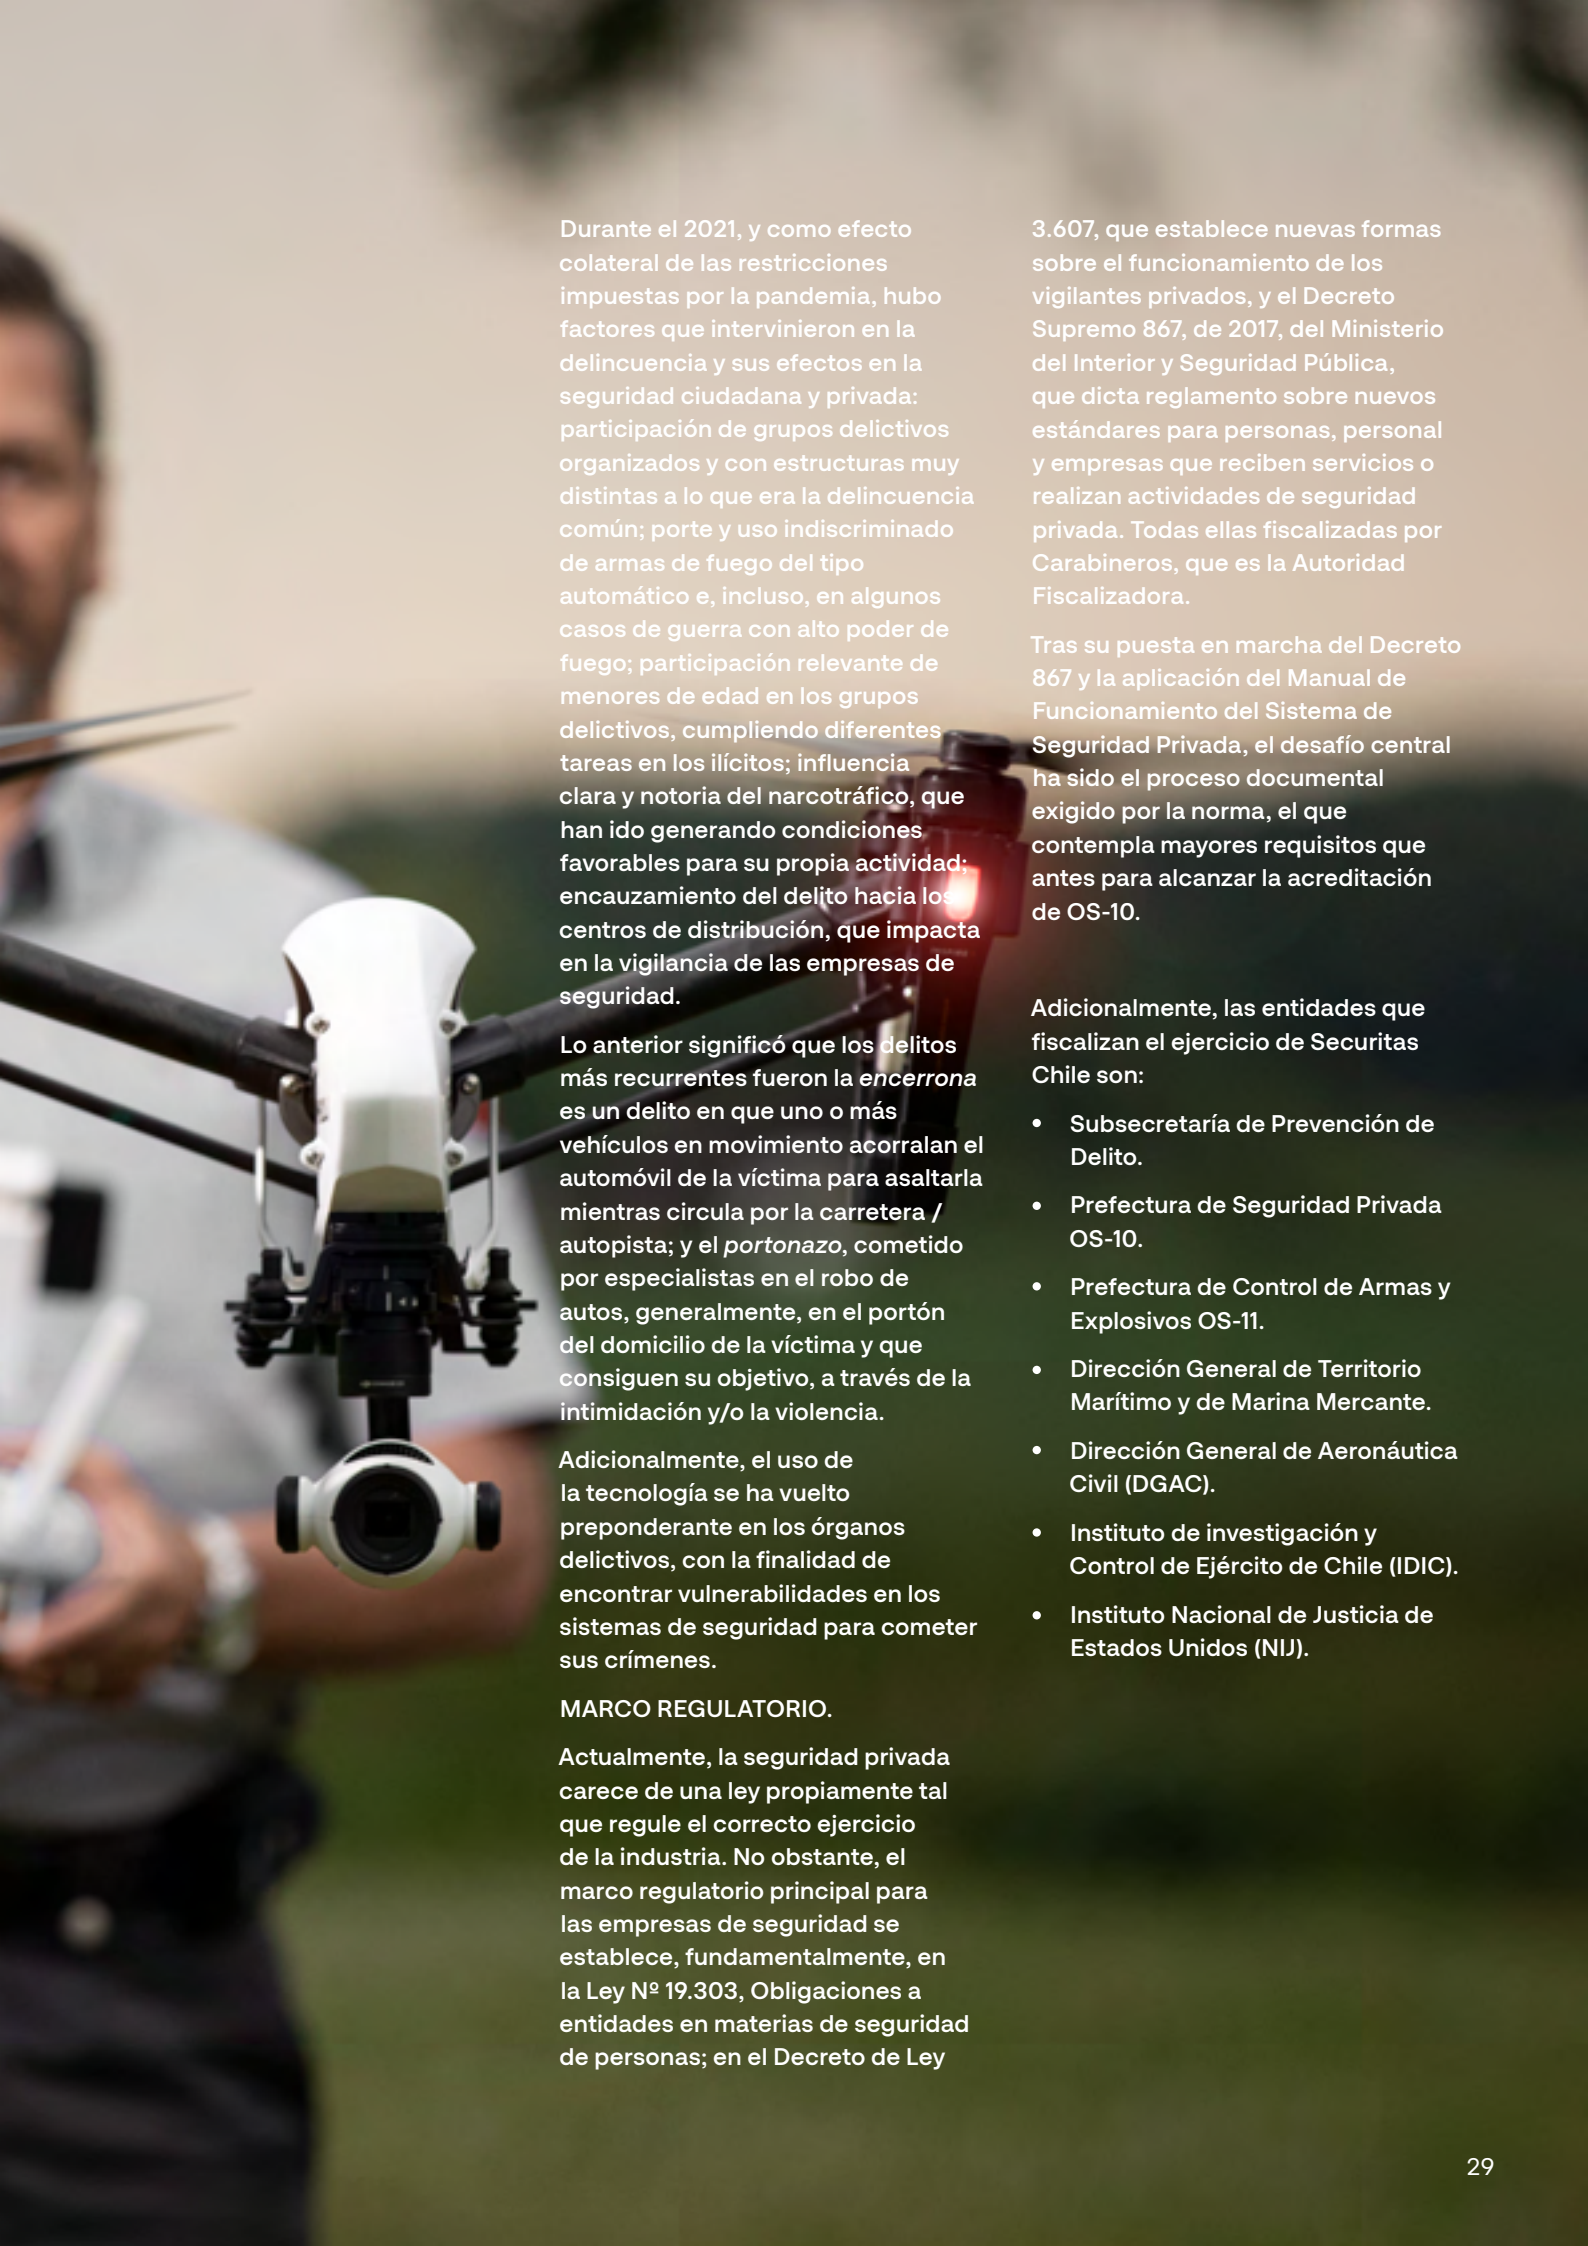 Durante el 2021, y como efecto
colateral de las restricciones
impuestas por la pandemia, hubo
factores que intervinieron en la
delincuencia y sus efectos en la
seguridad ciudadana y privada:
participación de grupos delictivos
organizados y con estructuras muy
distintas a lo que era la delincuencia
común; porte y uso indiscriminado
de armas de fuego del tipo
automático e, incluso, en algunos
casos de guerra con alto poder de
fuego; participación relevante de
menores de edad en los grupos
delictivos, cumpliendo diferentes
tareas en los ilícitos; influencia
clara y notoria del narcotráfico, que
han ido generando condiciones
favorables para su propia actividad;
encauzamiento del delito hacia los
centros de distribución, que impacta
en la vigilancia de las empresas de
seguridad.
Lo anterior significó que los delitos
más recurrentes fueron la encerrona
es un delito en que uno o más
vehículos en movimiento acorralan el
automóvil de la víctima para asaltarla
mientras circula por la carretera /
autopista; y el portonazo, cometido
por especialistas en el robo de
autos, generalmente, en el portón
del domicilio de la víctima y que
consiguen su objetivo, a través de la
intimidación y/o la violencia.
Adicionalmente, el uso de
la tecnología se ha vuelto
preponderante en los órganos
delictivos, con la finalidad de
encontrar vulnerabilidades en los
sistemas de seguridad para cometer
sus crímenes.
MARCO REGULATORIO.
Actualmente, la seguridad privada
carece de una ley propiamente tal
que regule el correcto ejercicio
de la industria. No obstante, el
marco regulatorio principal para
las empresas de seguridad se
establece, fundamentalmente, en
la Ley Nº 19.303, Obligaciones a
entidades en materias de seguridad
de personas; en el Decreto de Ley
3.607, que establece nuevas formas
sobre el funcionamiento de los
vigilantes privados, y el Decreto
Supremo 867, de 2017, del Ministerio
del Interior y Seguridad Pública,
que dicta reglamento sobre nuevos
estándares para personas, personal
y empresas que reciben servicios o
realizan actividades de seguridad
privada. Todas ellas fiscalizadas por
Carabineros, que es la Autoridad
Fiscalizadora.
Tras su puesta en marcha del Decreto
867 y la aplicación del Manual de
Funcionamiento del Sistema de
Seguridad Privada, el desafío central
ha sido el proceso documental
exigido por la norma, el que
contempla mayores requisitos que
antes para alcanzar la acreditación
de OS-10.
Adicionalmente, las entidades que
fiscalizan el ejercicio de Securitas
Chile son:
• Subsecretaría de Prevención de
Delito.
• Prefectura de Seguridad Privada
OS-10.
• Prefectura de Control de Armas y
Explosivos OS-11.
• Dirección General de Territorio
Marítimo y de Marina Mercante.
• Dirección General de Aeronáutica
Civil (DGAC).
• Instituto de investigación y
Control de Ejército de Chile (IDIC).
• Instituto Nacional de Justicia de
Estados Unidos (NIJ).
29